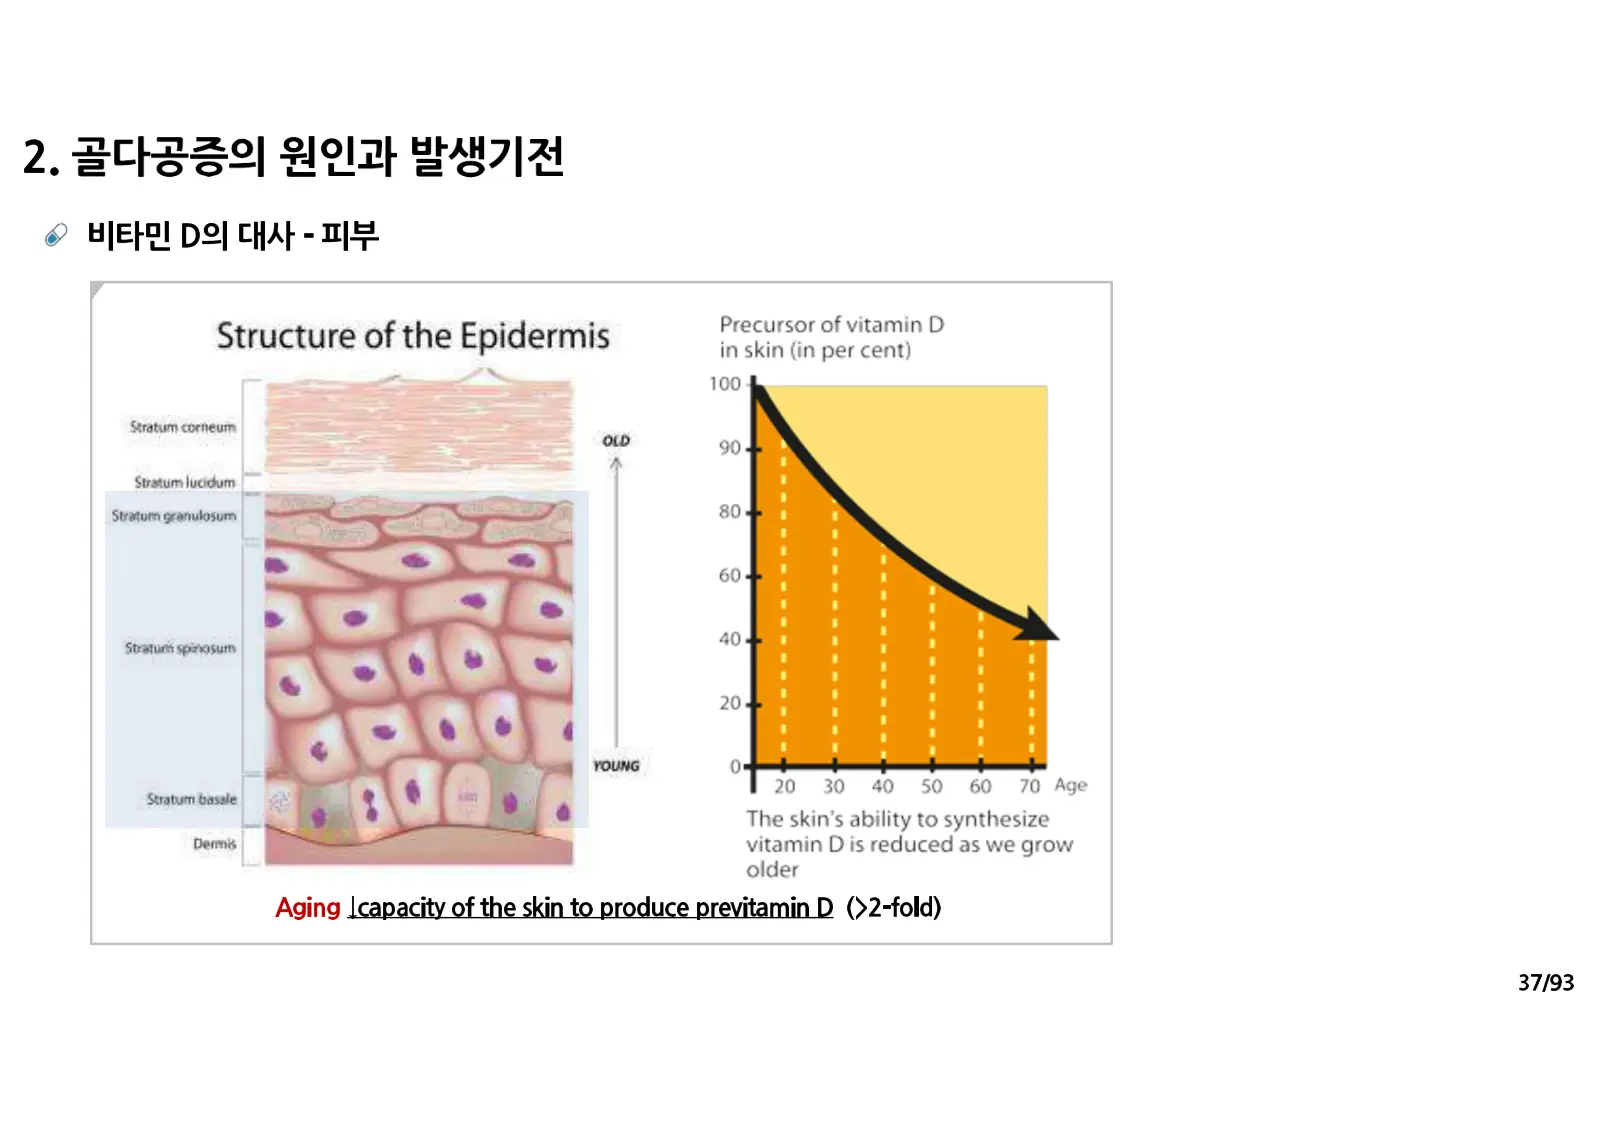 2. 골다공증의 원인과 발생기전
비타민 D의 대사 - 피부
Structure of the Epidermis
Stratum corneum
Stratum lucidum
Stratum granulosum
Stratum spinosum
Stratum basale
Dermis
OLD
YOUNG
Precursor of vitamin D
in skin (in per cent)
100
90
80
60
40
20
0
20 30 40 50 60 70 Age
The skin's ability to synthesize
vitamin D is reduced as we grow
older
Aging ↓capacity of the skin to produce previtamin D (>2-fold)
37/93